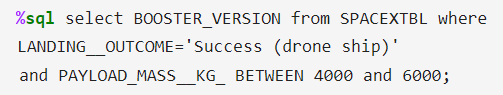 %sql select BOOSTER_VERSION from SPACEXTBL where
LANDING__OUTCOME='Success (drone ship)'
and PAYLOAD_MASS__KG_ BETWEEN 4000 and 6000;